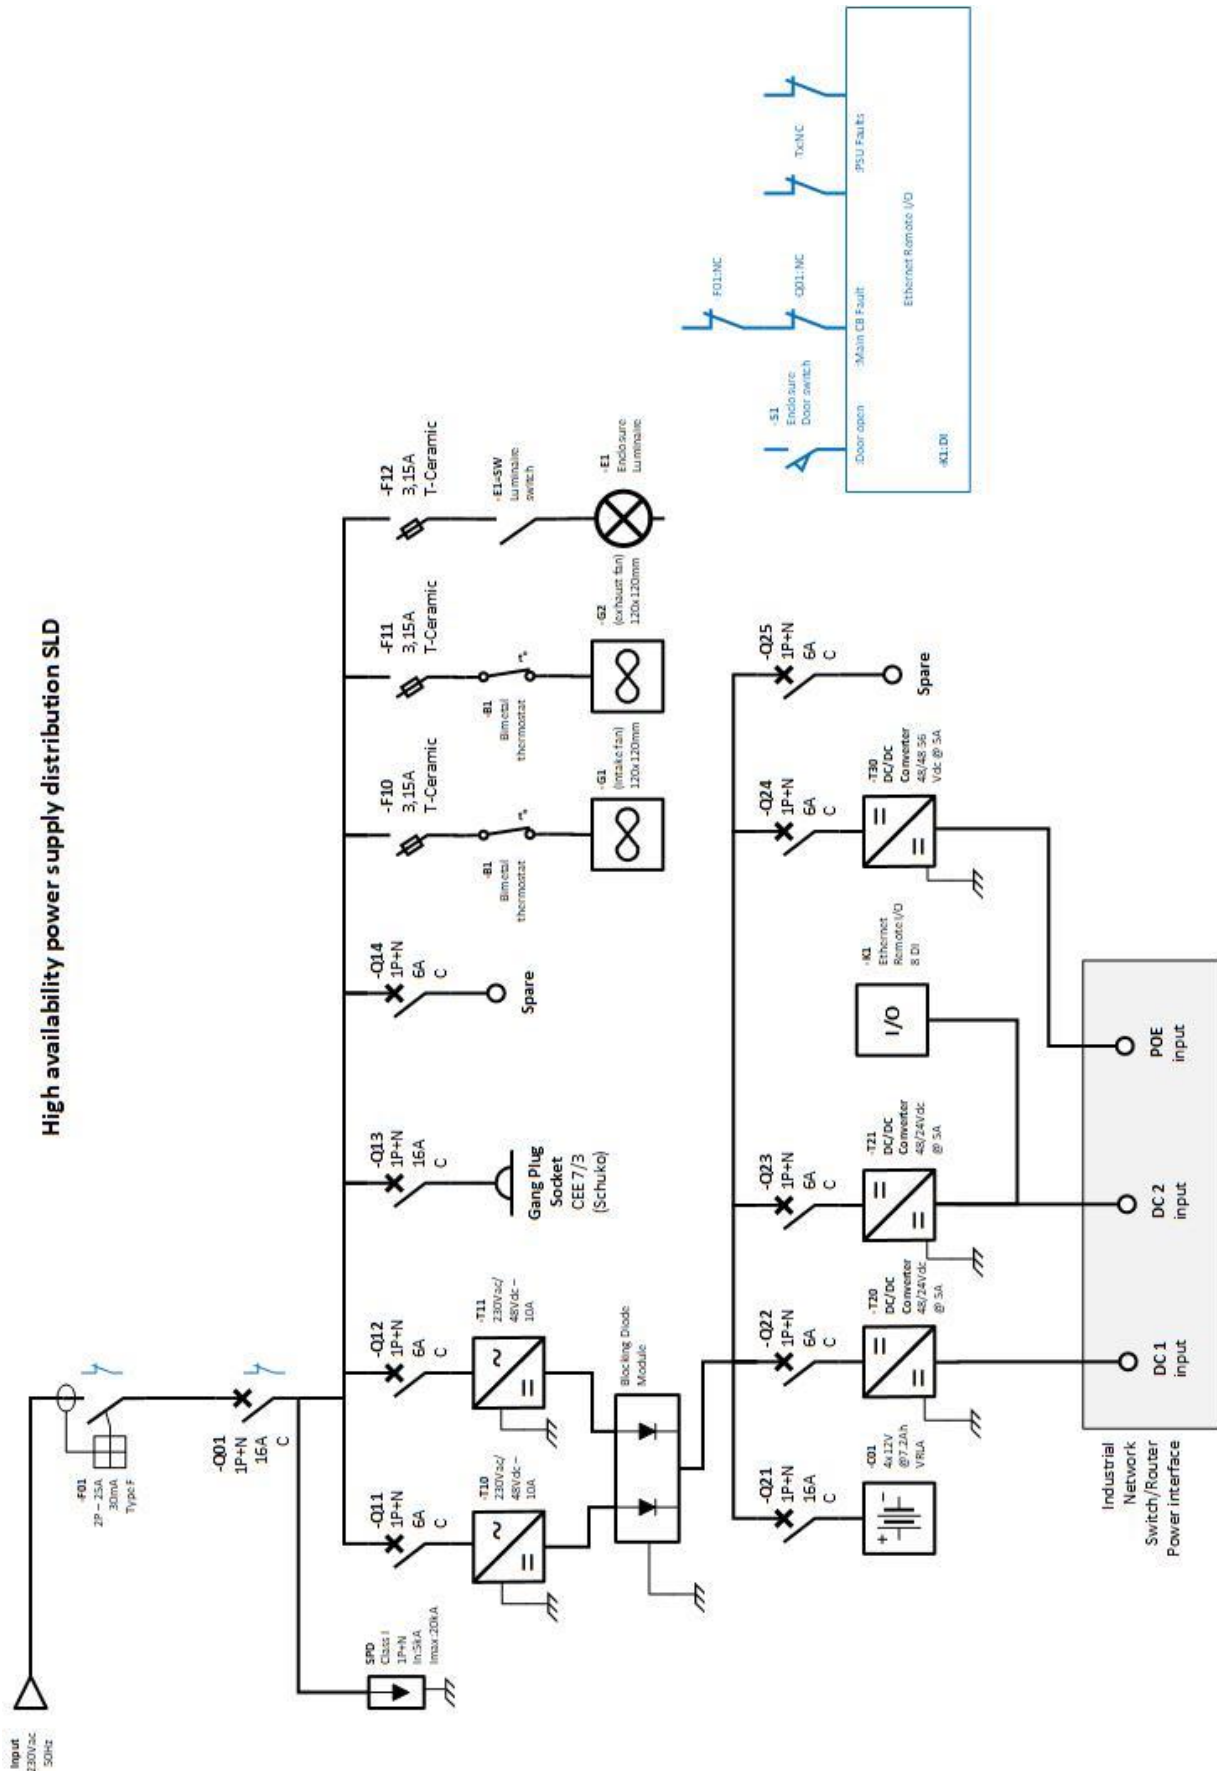 High availability power supply distribution SLD
Input
230Vac
50Hz
-F01
2P – 25A
30mA
Type F
-Q01
1P+N
16A
C
SPD
Class I
1P+N
In:5kA
Imax:20kA
-Q11
1P+N
6A
C
-Q12
1P+N
6A
C
-Q13
1P+N
16A
C
-Q14
1P+N
6A
C
-F10
3,15A
T-Ceramic
-F11
3,15A
T-Ceramic
-F12
3,15A
T-Ceramic
-T10
230Vac/
48Vdc –
10A
-T11
230Vac/
48Vdc –
10A
Gang Plug
Socket
CEE 7/3
(Schuko)
Spare
-B1
Bimetal
thermostat
-B1
Bimetal
thermostat
-E1-SW
Luminaire
switch
-G1
(intake fan)
120x120mm
-G2
(exhaust fan)
120x120mm
-E1
Enclosure
Luminaire
Blocking Diode
Module
-Q21
1P+N
16A
C
-Q22
1P+N
6A
C
-Q23
1P+N
6A
C
-Q24
1P+N
6A
C
-Q25
1P+N
6A
C
-C01
4x12V
@7.2Ah
VRLA
+ –
-T20
DC/DC
Converter
48/24Vdc
@ 5A
-T21
DC/DC
Converter
48/24Vdc
@ 5A
I/O
-K1
Ethernet
Remote I/O
8 DI
-T30
DC/DC
Converter
48/48.56
Vdc @ 5A
Spare
Industrial
Network
Switch/Router
Power interface
DC 1
input
DC 2
input
POE
input
-S1
Enclosure
Door switch
-F01:NC
-Q01:NC
-Tx:NC
:Door open
:Main CB Fault
:PSU Faults
-K1:DI
Ethernet Remote I/O